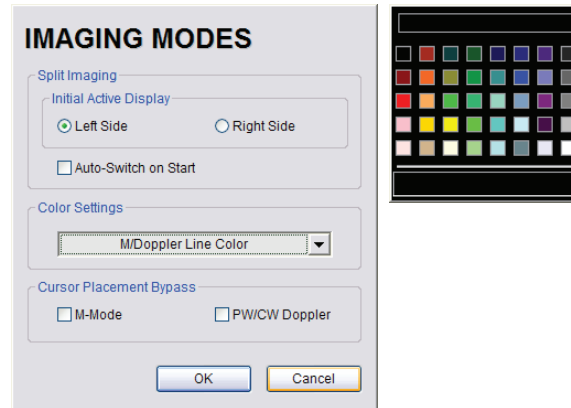 IMAGING MODES
Split Imaging
Initial Active Display
Left Side Right Side
Auto-Switch on Start
Color Settings
M/Doppler Line Color
Cursor Placement Bypass
M-Mode PW/CW Doppler
OK Cancel